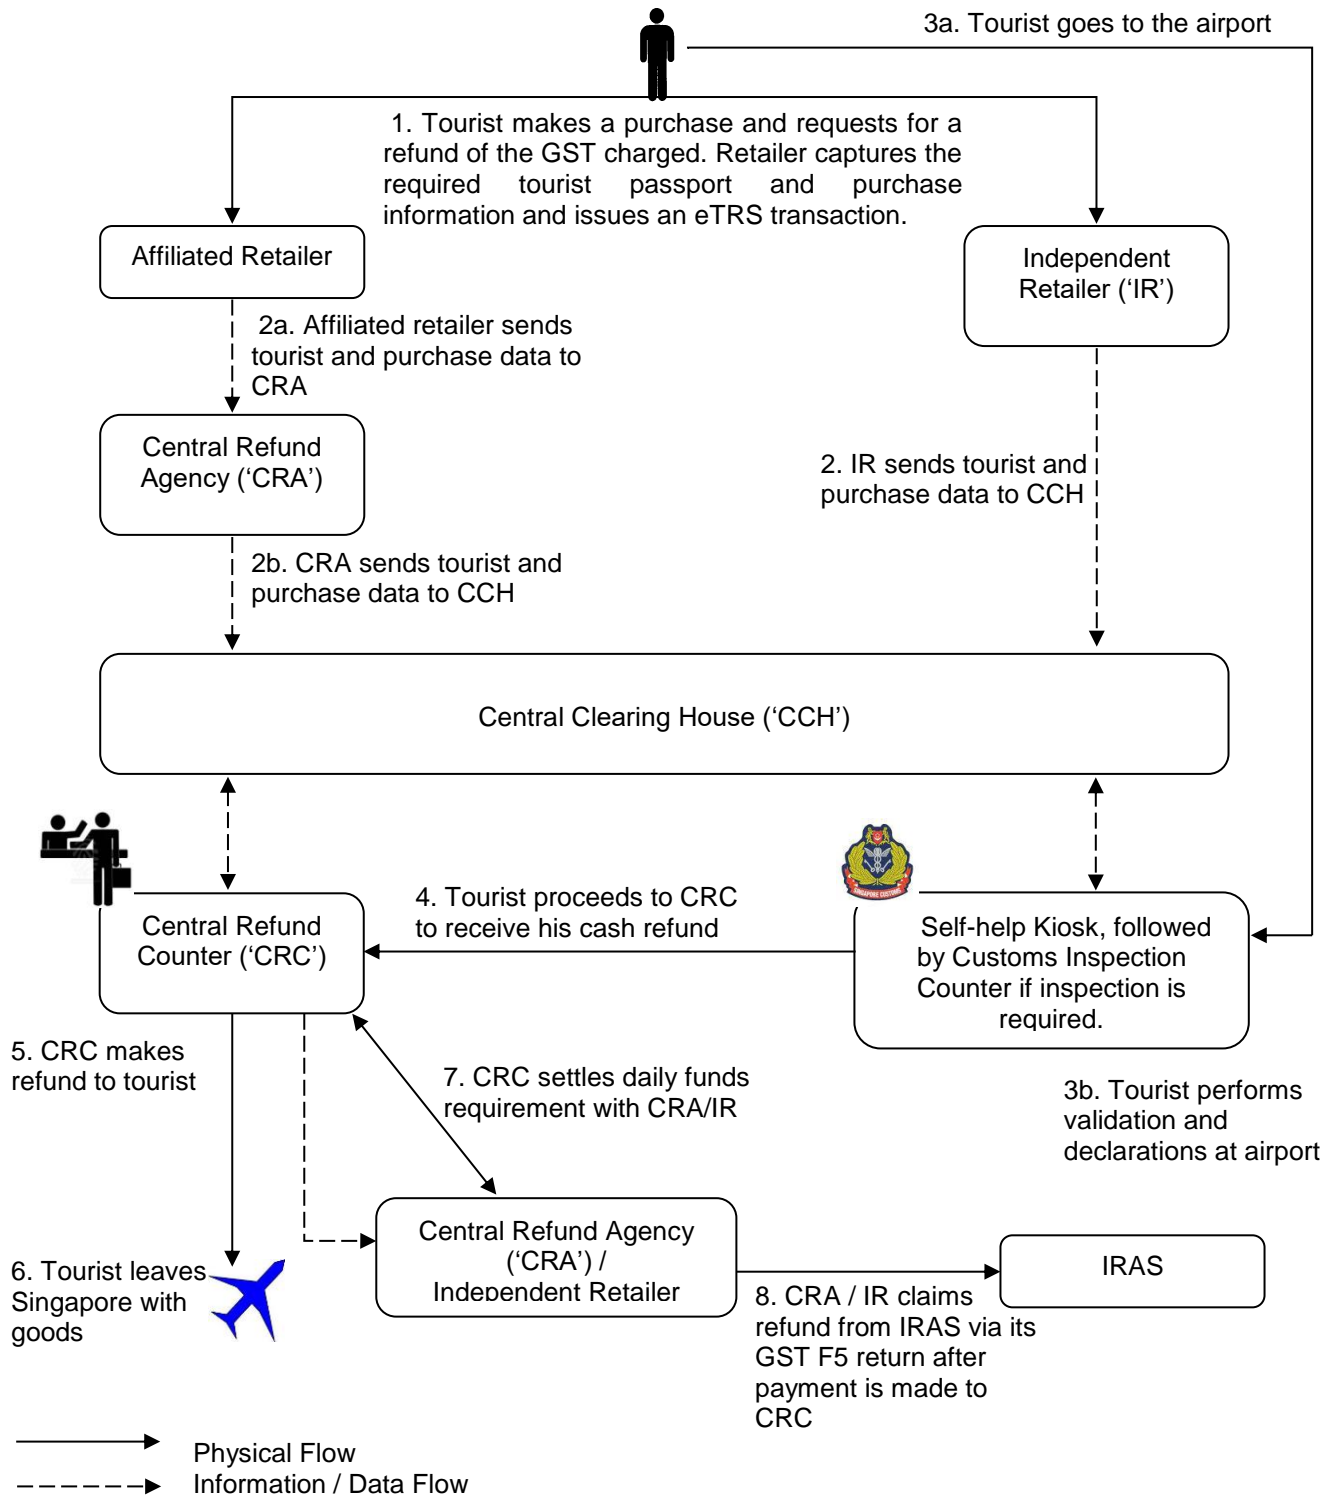 3a. Tourist goes to the airport
1. Tourist makes a purchase and requests for a
refund of the GST charged. Retailer captures the
required tourist passport and purchase
information and issues an eTRS transaction.
Affiliated Retailer
Independent
Retailer (‘IR’)
2a. Affiliated retailer sends
tourist and purchase data to
CRA
Central Refund
Agency (‘CRA’)
2. IR sends tourist and
purchase data to CCH
2b. CRA sends tourist and
purchase data to CCH
Central Clearing House (‘CCH’)
SINGAPORE CUSTOMS
Central Refund
Counter (‘CRC’)
4. Tourist proceeds to CRC
to receive his cash refund
Self-help Kiosk, followed
by Customs Inspection
Counter if inspection is
required.
5. CRC makes
refund to tourist
7. CRC settles daily funds
requirement with CRA/IR
3b. Tourist performs
validation and
declarations at airport
Central Refund Agency
(‘CRA’) /
Independent Retailer
IRAS
6. Tourist leaves
Singapore with
goods
8. CRA / IR claims
refund from IRAS via its
GST F5 return after
payment is made to
CRC
Physical Flow
Information / Data Flow